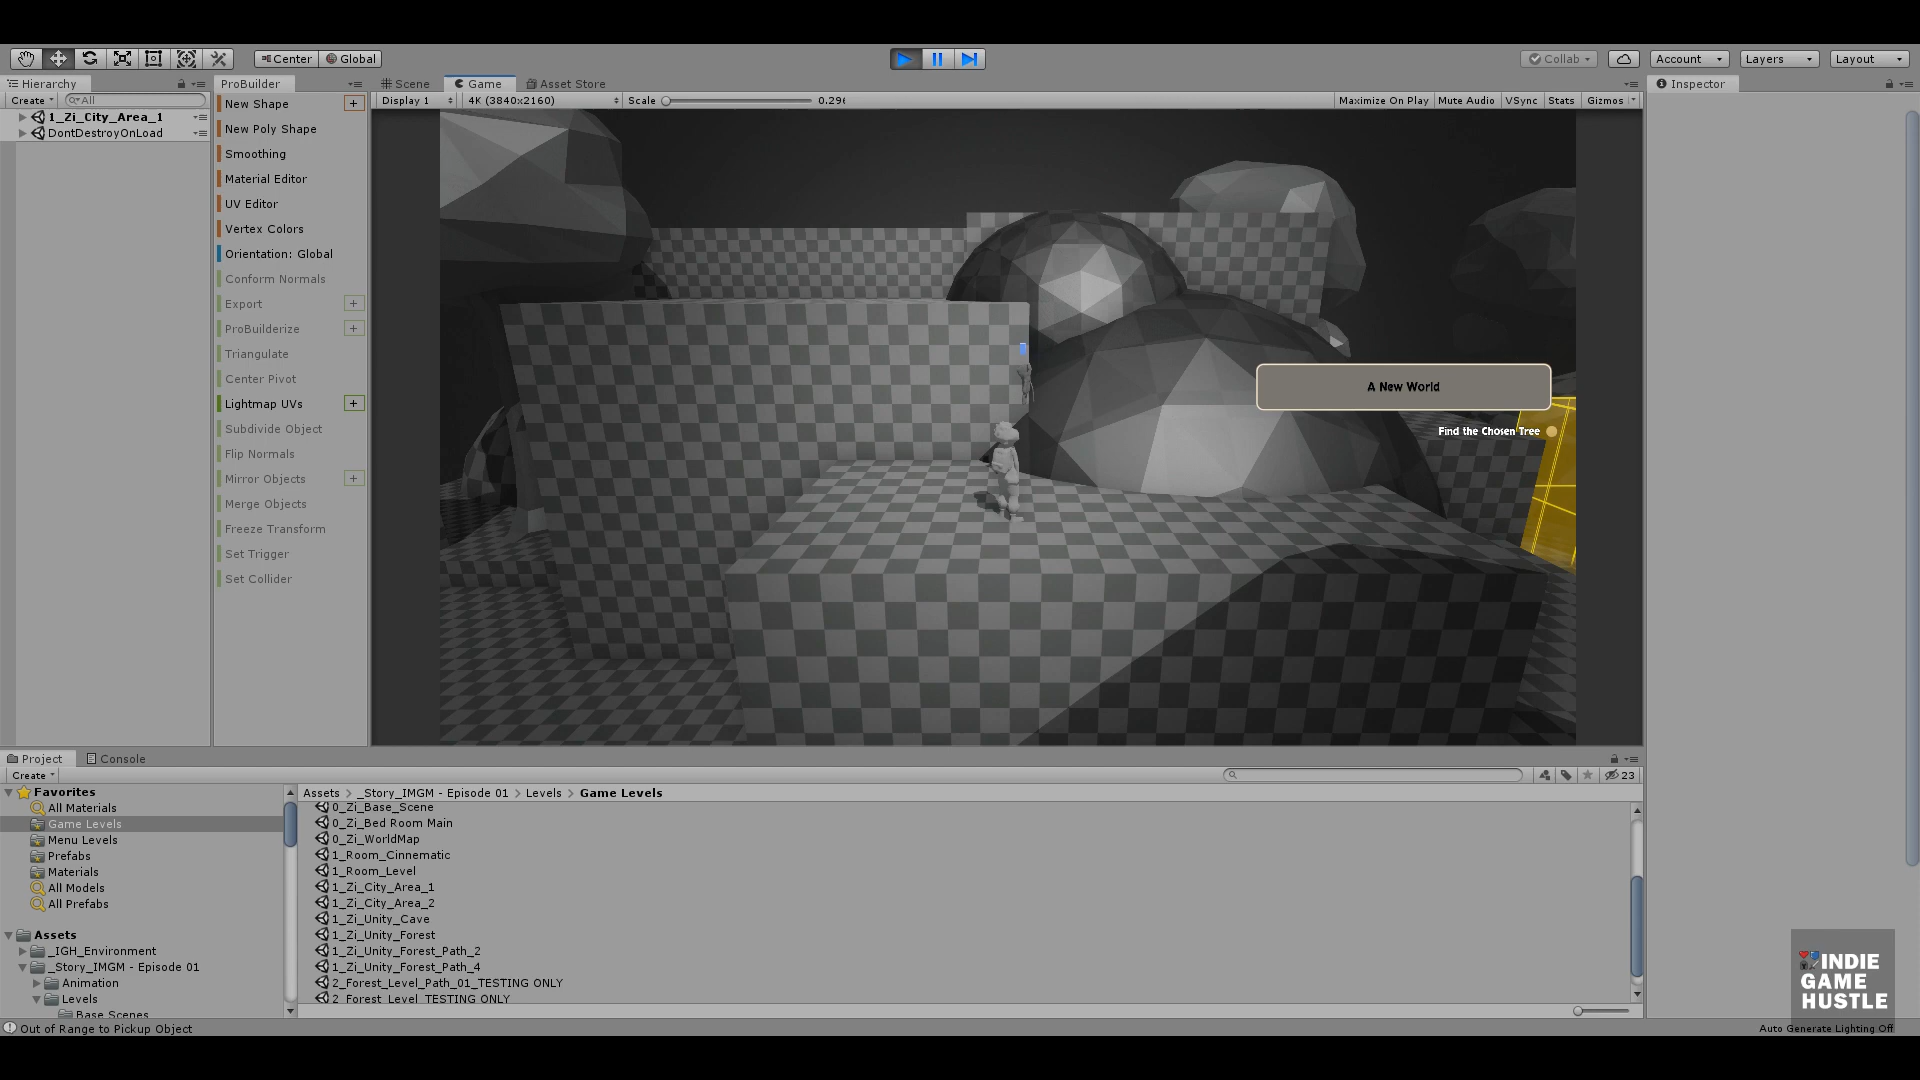 Center Global
Collab Account Layers Layout
Hierarchy ProBuilder Scene Game Asset Store Inspector
Create All
Display 1 4K (3840x2160) Scale 0.296 Maximize On Play Mute Audio VSync Stats Gizmos
1_Zi_City_Area_1
DontDestroyOnLoad
New Shape
New Poly Shape
Smoothing
Material Editor
UV Editor
Vertex Colors
Orientation: Global
Conform Normals
Export
ProBuilderize
Triangulate
Center Pivot
Lightmap UVs
Subdivide Object
Flip Normals
Mirror Objects
Merge Objects
Freeze Transform
Set Trigger
Set Collider
A New World
Find the Chosen Tree
Project Console
Create 23
Favorites
All Materials
Game Levels
Menu Levels
Prefabs
Materials
All Models
All Prefabs
Assets
_IGH_Environment
_Story_IMGM - Episode 01
Animation
Levels
Base Scenes
Assets > _Story_IMGM - Episode 01 > Levels > Game Levels
0_Zi_Base_Scene
0_Zi_Bed Room Main
0_Zi_WorldMap
1_Room_Cinnematic
1_Room_Level
1_Zi_City_Area_1
1_Zi_City_Area_2
1_Zi_Unity_Cave
1_Zi_Unity_Forest
1_Zi_Unity_Forest_Path_2
1_Zi_Unity_Forest_Path_4
2_Forest_Level_Path_01_TESTING ONLY
2_Forest_Level_TESTING ONLY
INDIE
GAME
HUSTLE
Out of Range to Pickup Object
Auto Generate Lighting Off